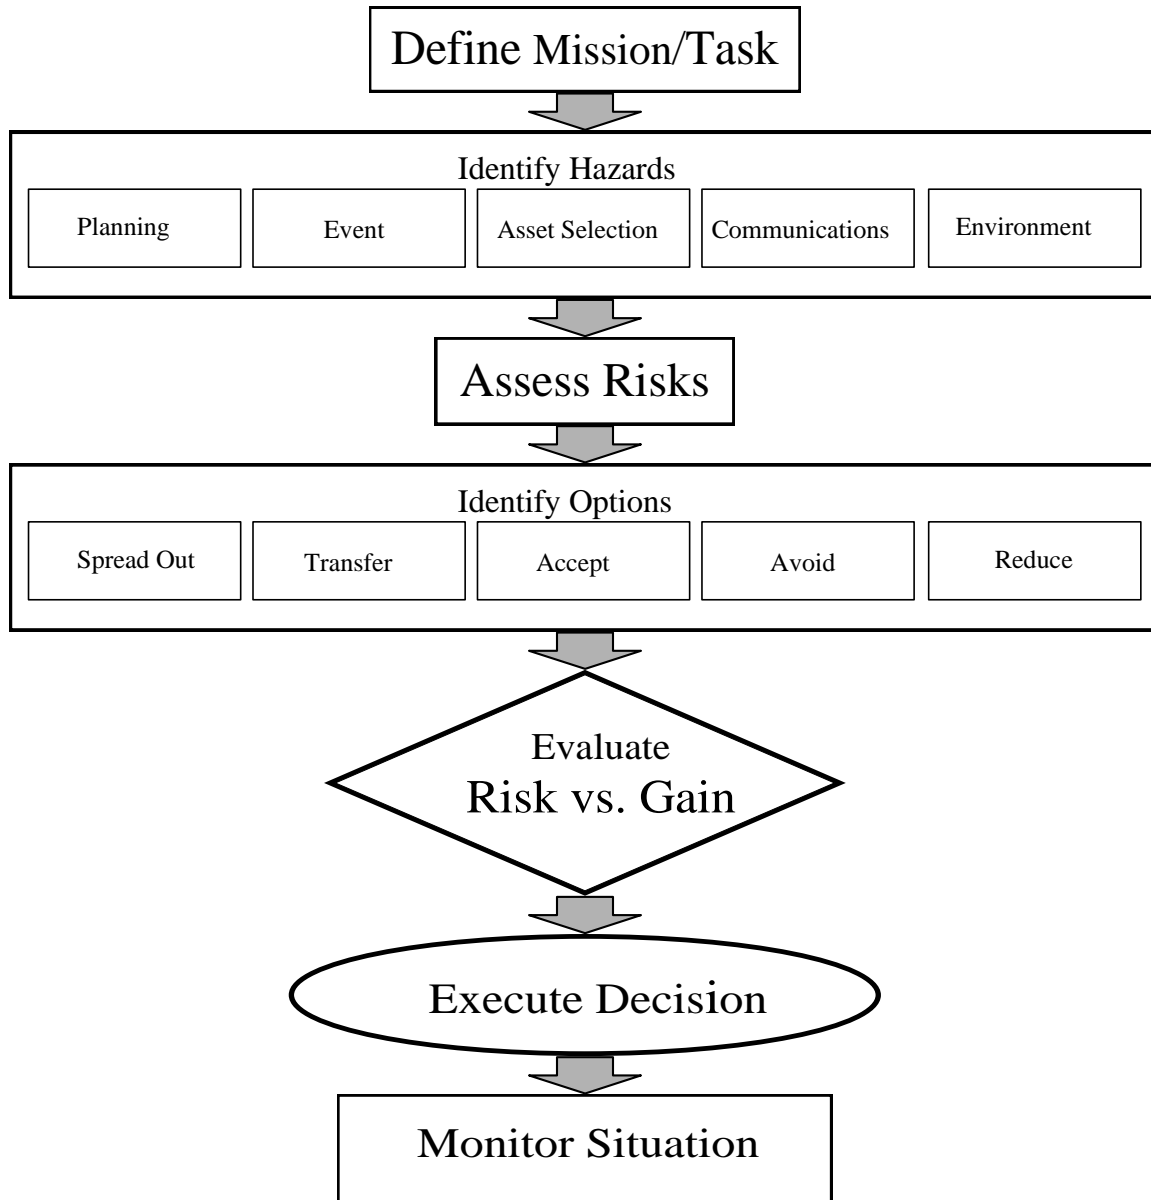 Define Mission/Task
Identify Hazards
Planning
Event
Asset Selection
Communications
Environment
Assess Risks
Identify Options
Spread Out
Transfer
Accept
Avoid
Reduce
Evaluate
Risk vs. Gain
Execute Decision
Monitor Situation